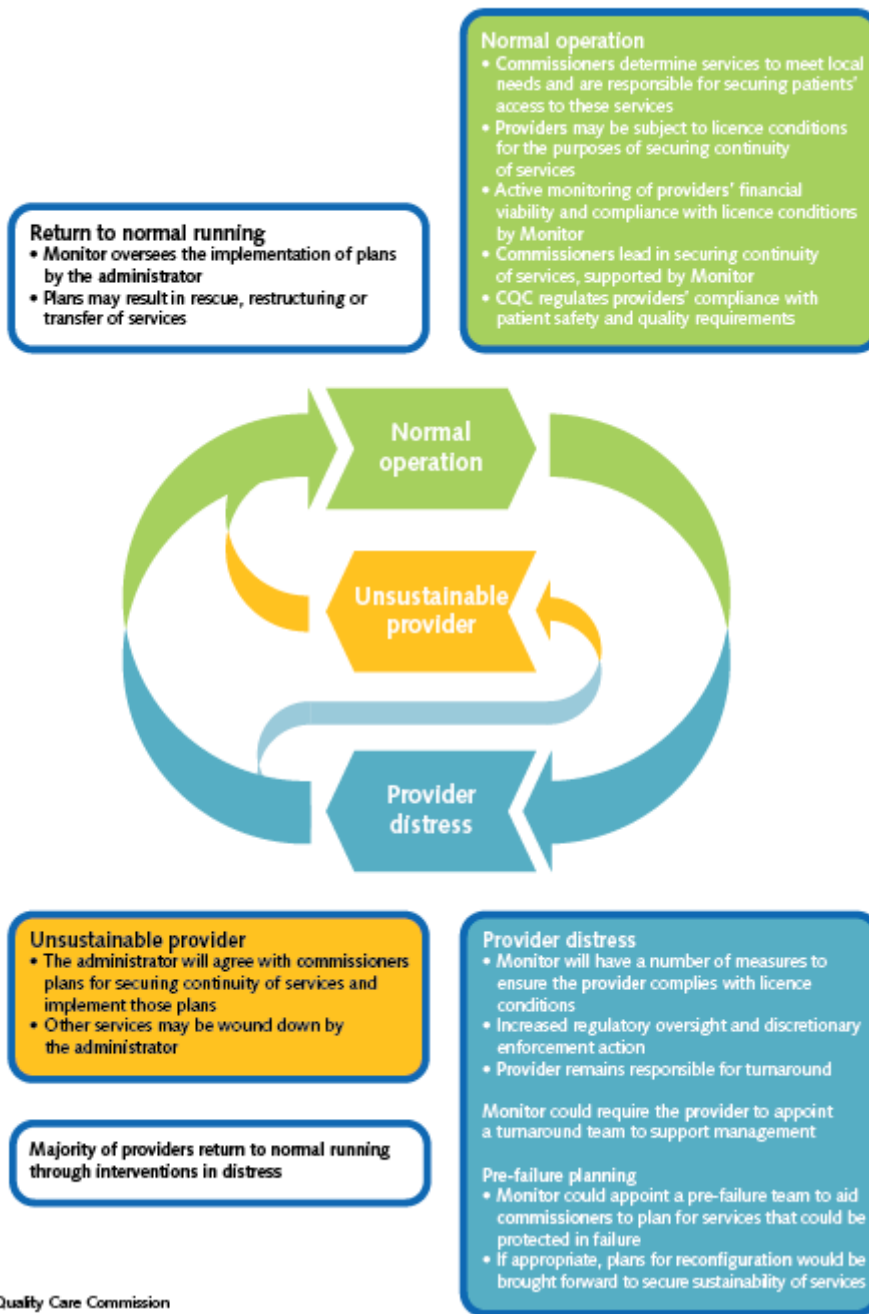 Normal operation
• Commissioners determine services to meet local
needs and are responsible for securing patients'
access to these services
• Providers may be subject to licence conditions
for the purposes of securing continuity
of services
• Active monitoring of providers' financial
viability and compliance with licence conditions
by Monitor
• Commissioners lead in securing continuity
of services, supported by Monitor
• CQC regulates providers' compliance with
patient safety and quality requirements
Return to normal running
• Monitor oversees the implementation of plans
by the administrator
• Plans may result in rescue, restructuring or
transfer of services
Normal
operation
Unsustainable
provider
Provider
distress
Unsustainable provider
• The administrator will agree with commissioners
plans for securing continuity of services and
implement those plans
• Other services may be wound down by
the administrator
Majority of providers return to normal running
through interventions in distress
Provider distress
• Monitor will have a number of measures to
ensure the provider complies with licence
conditions
• Increased regulatory oversight and discretionary
enforcement action
• Provider remains responsible for turnaround
Monitor could require the provider to appoint
a turnaround team to support management
Pre-failure planning
• Monitor could appoint a pre-failure team to aid
commissioners to plan for services that could be
protected in failure
• If appropriate, plans for reconfiguration would be
brought forward to secure sustainability of services
Quality Care Commission